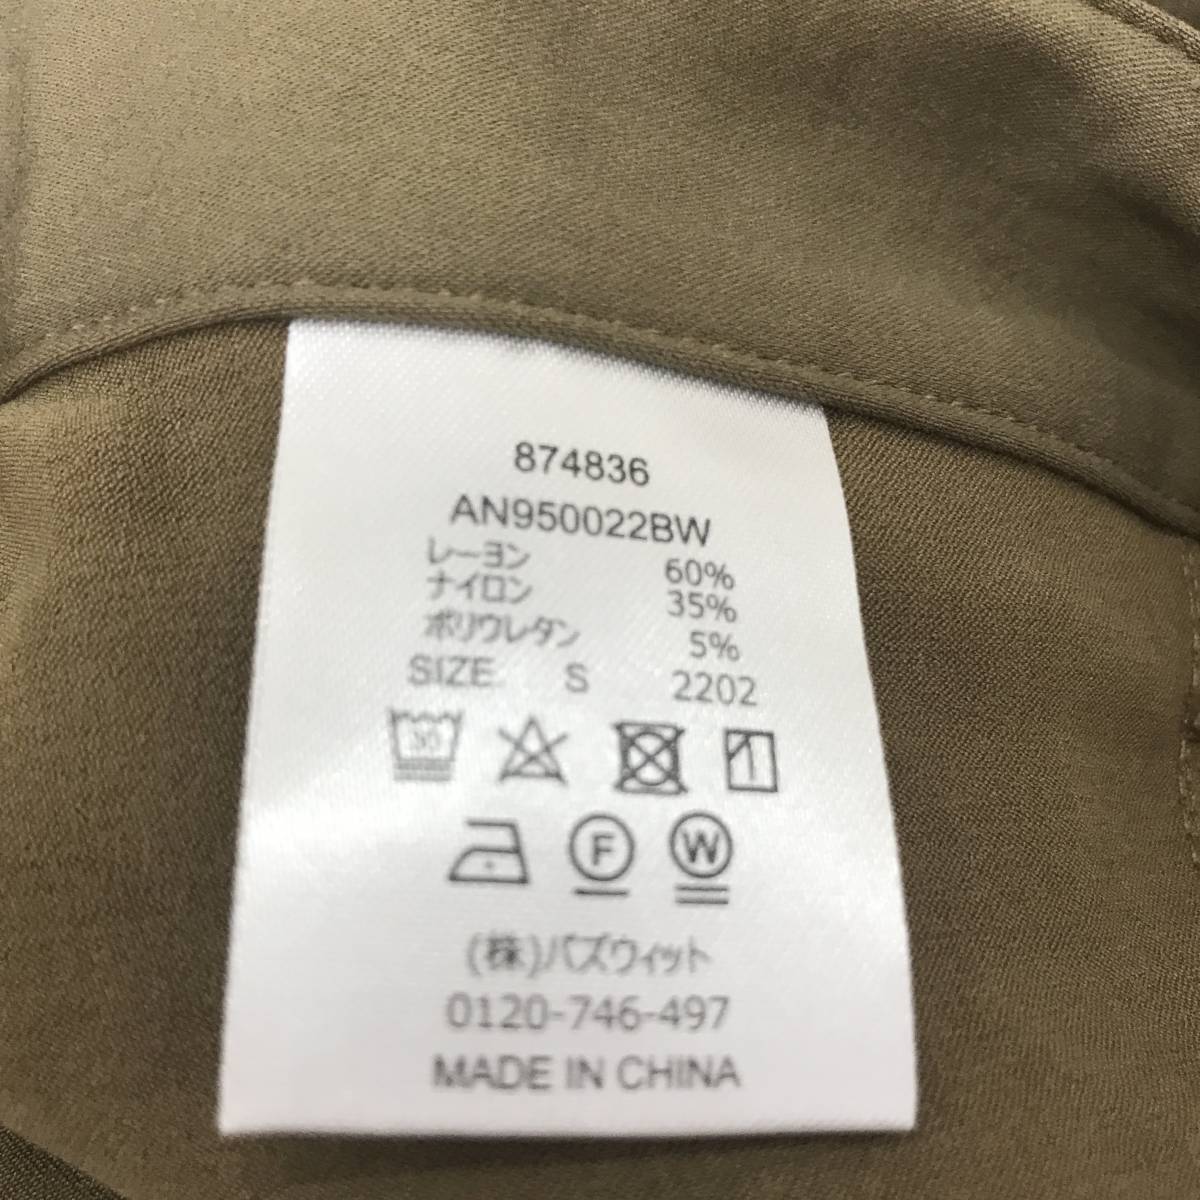 874836
AN950022BW
レーヨン 60%
ナイロン 35%
ポリウレタン 5%
SIZE S 2202
30
F W
(株)バズウィット
0120-746-497
MADE IN CHINA